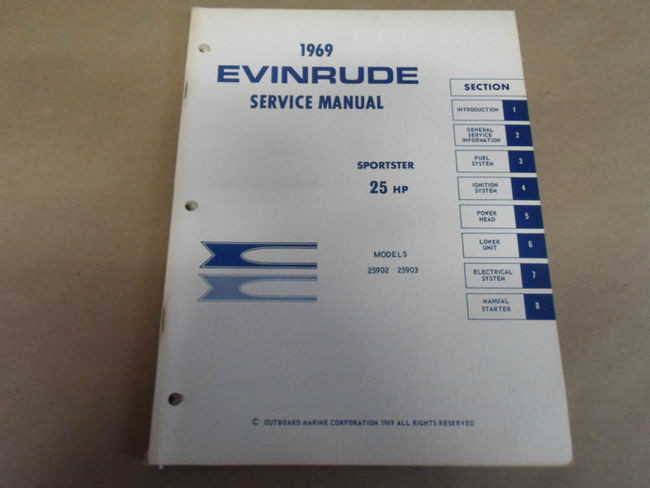 1969
EVINRUDE
SERVICE MANUAL
SPORTSTER
25 HP
MODELS
25902 25903
SECTION
INTRODUCTION 1
GENERAL
SERVICE
INFORMATION
2
FUEL
SYSTEM
3
IGNITION
SYSTEM
4
POWER
HEAD
5
LOWER
UNIT
6
ELECTRICAL
SYSTEM
7
MANUAL
STARTER
8
© OUTBOARD MARINE CORPORATION 1969 ALL RIGHTS RESERVED